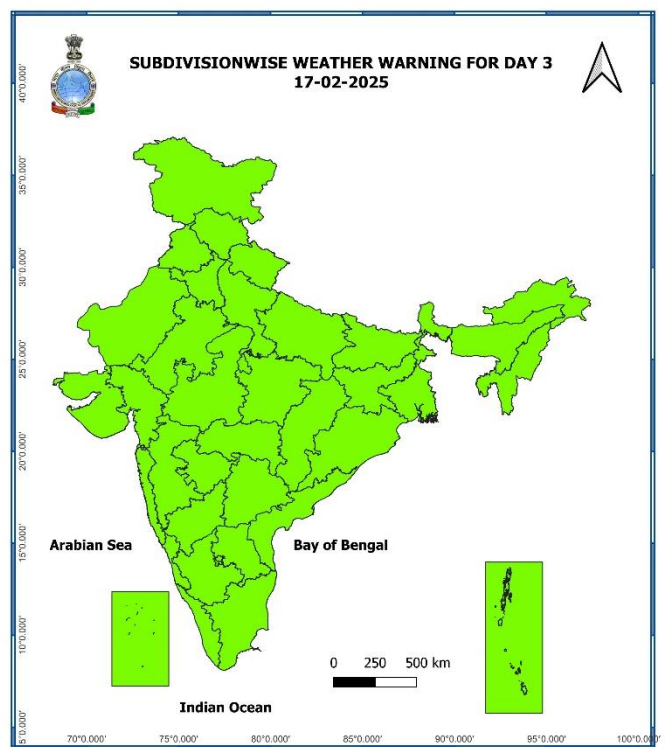 SUBDIVISIONWISE WEATHER WARNING FOR DAY 3
17-02-2025
40°0.000'
35°0.000'
30°0.000'
25°0.000'
20°0.000'
15°0.000'
10°0.000'
5°0.000'
Arabian Sea
Bay of Bengal
0 250 500 km
Indian Ocean
70°0.000' 75°0.000' 80°0.000' 85°0.000' 90°0.000' 95°0.000' 100°0.000'